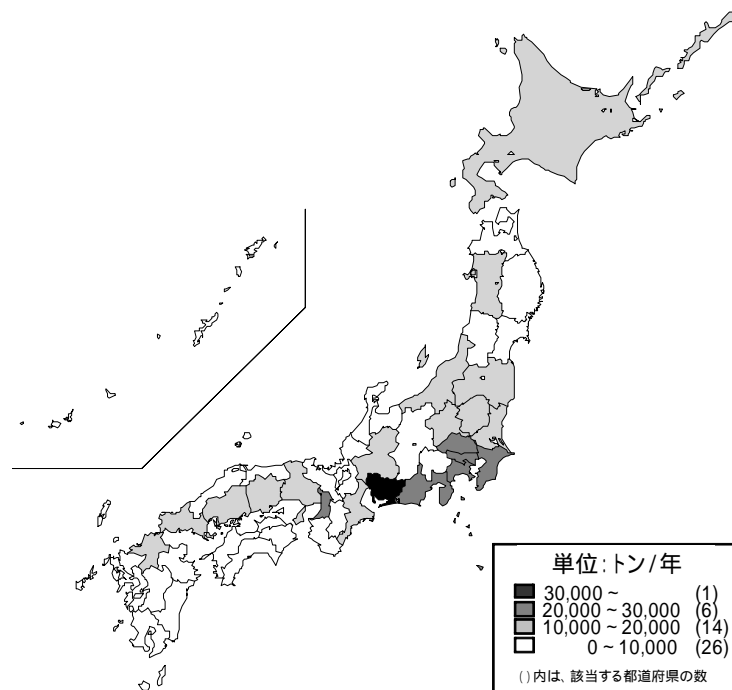 単位:トン/年
30,000 ~ (1)
20,000 ~ 30,000 (6)
10,000 ~ 20,000 (14)
0 ~ 10,000 (26)
( ) 内は、該当する都道府県の数